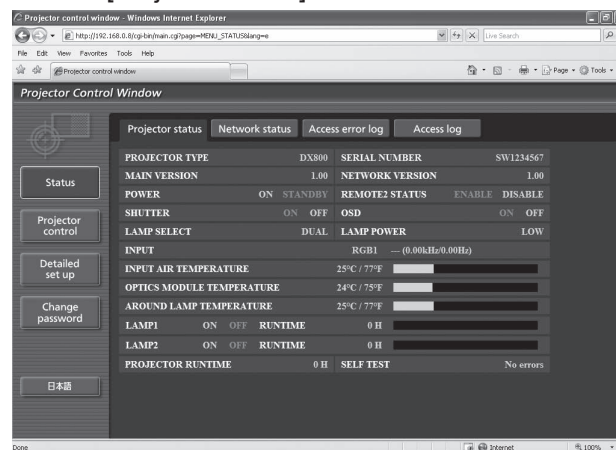 Projector control window - Windows Internet Explorer
http://192.168.0.8/cgi-bin/main.cgi?page=MENU_STATUS&lang=e
Live Search
File Edit View Favorites Tools Help
Projector control window
Page Tools
Projector Control Window
Projector status Network status Access error log Access log
PROJECTOR TYPE DX800 SERIAL NUMBER SW1234567
MAIN VERSION 1.00 NETWORK VERSION 1.00
Status
POWER ON STANDBY REMOTE2 STATUS ENABLE DISABLE
SHUTTER ON OFF OSD ON OFF
Projector control
LAMP SELECT DUAL LAMP POWER LOW
INPUT RGB1 --- (0.00kHz/0.00Hz)
Detailed set up
INPUT AIR TEMPERATURE 25°C / 77°F
OPTICS MODULE TEMPERATURE 24°C / 75°F
Change password
AROUND LAMP TEMPERATURE 25°C / 77°F
LAMP1 ON OFF RUNTIME 0 H
LAMP2 ON OFF RUNTIME 0 H
PROJECTOR RUNTIME 0 H SELF TEST No errors
日本語
Done Internet 100%